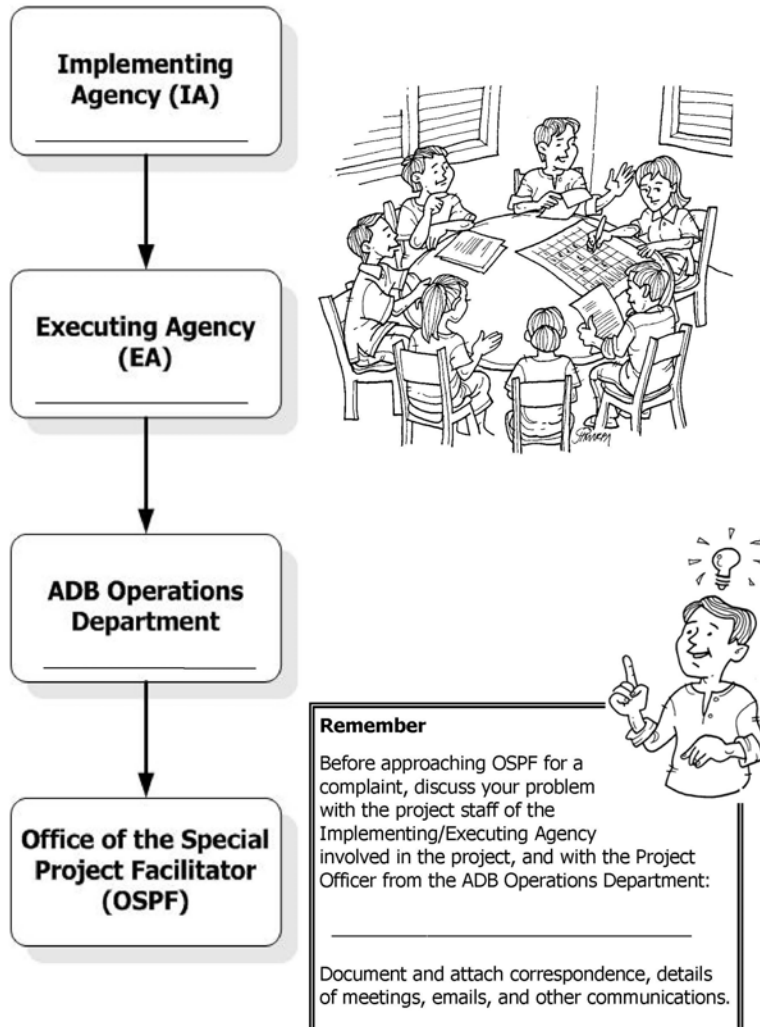 Implementing
Agency (IA)
Executing Agency
(EA)
ADB Operations
Department
Office of the Special
Project Facilitator
(OSPF)
Remember
Before approaching OSPF for a
complaint, discuss your problem
with the project staff of the
Implementing/Executing Agency
involved in the project, and with the Project
Officer from the ADB Operations Department:
Document and attach correspondence, details
of meetings, emails, and other communications.